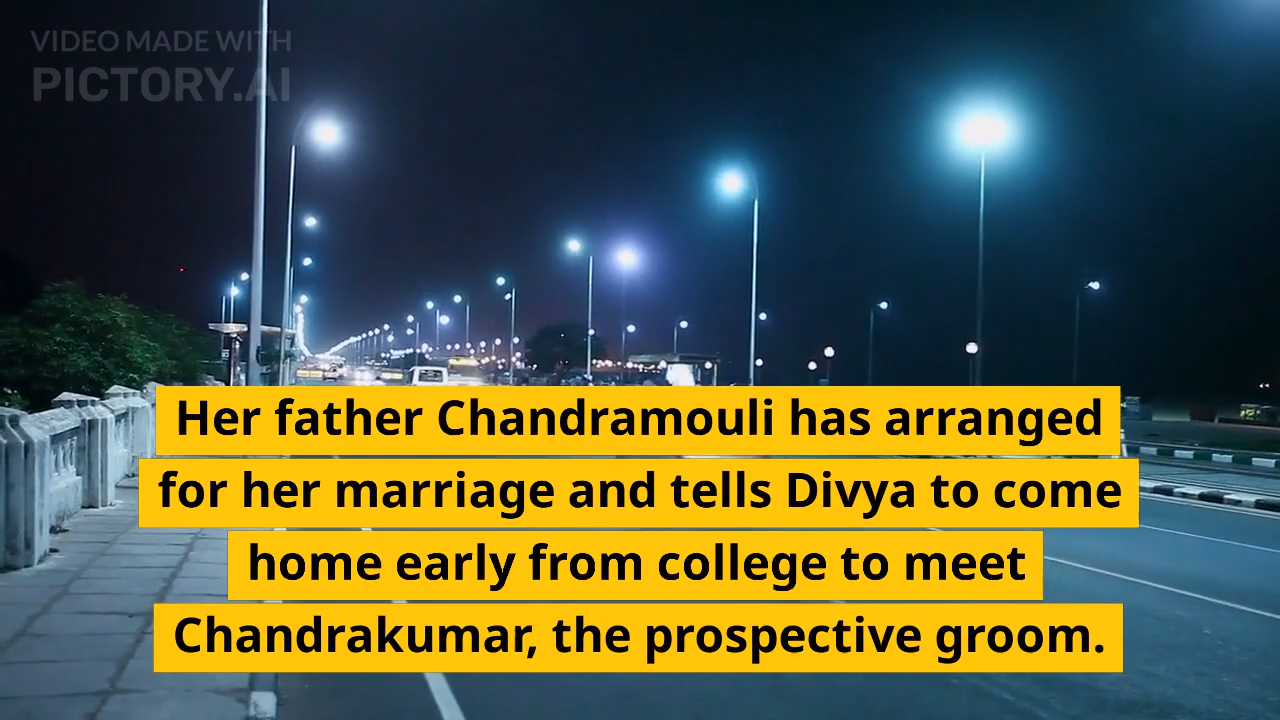 VIDEO MADE WITH
PICTORY.AI
Her father Chandramouli has arranged
for her marriage and tells Divya to come
home early from college to meet
Chandrakumar, the prospective groom.